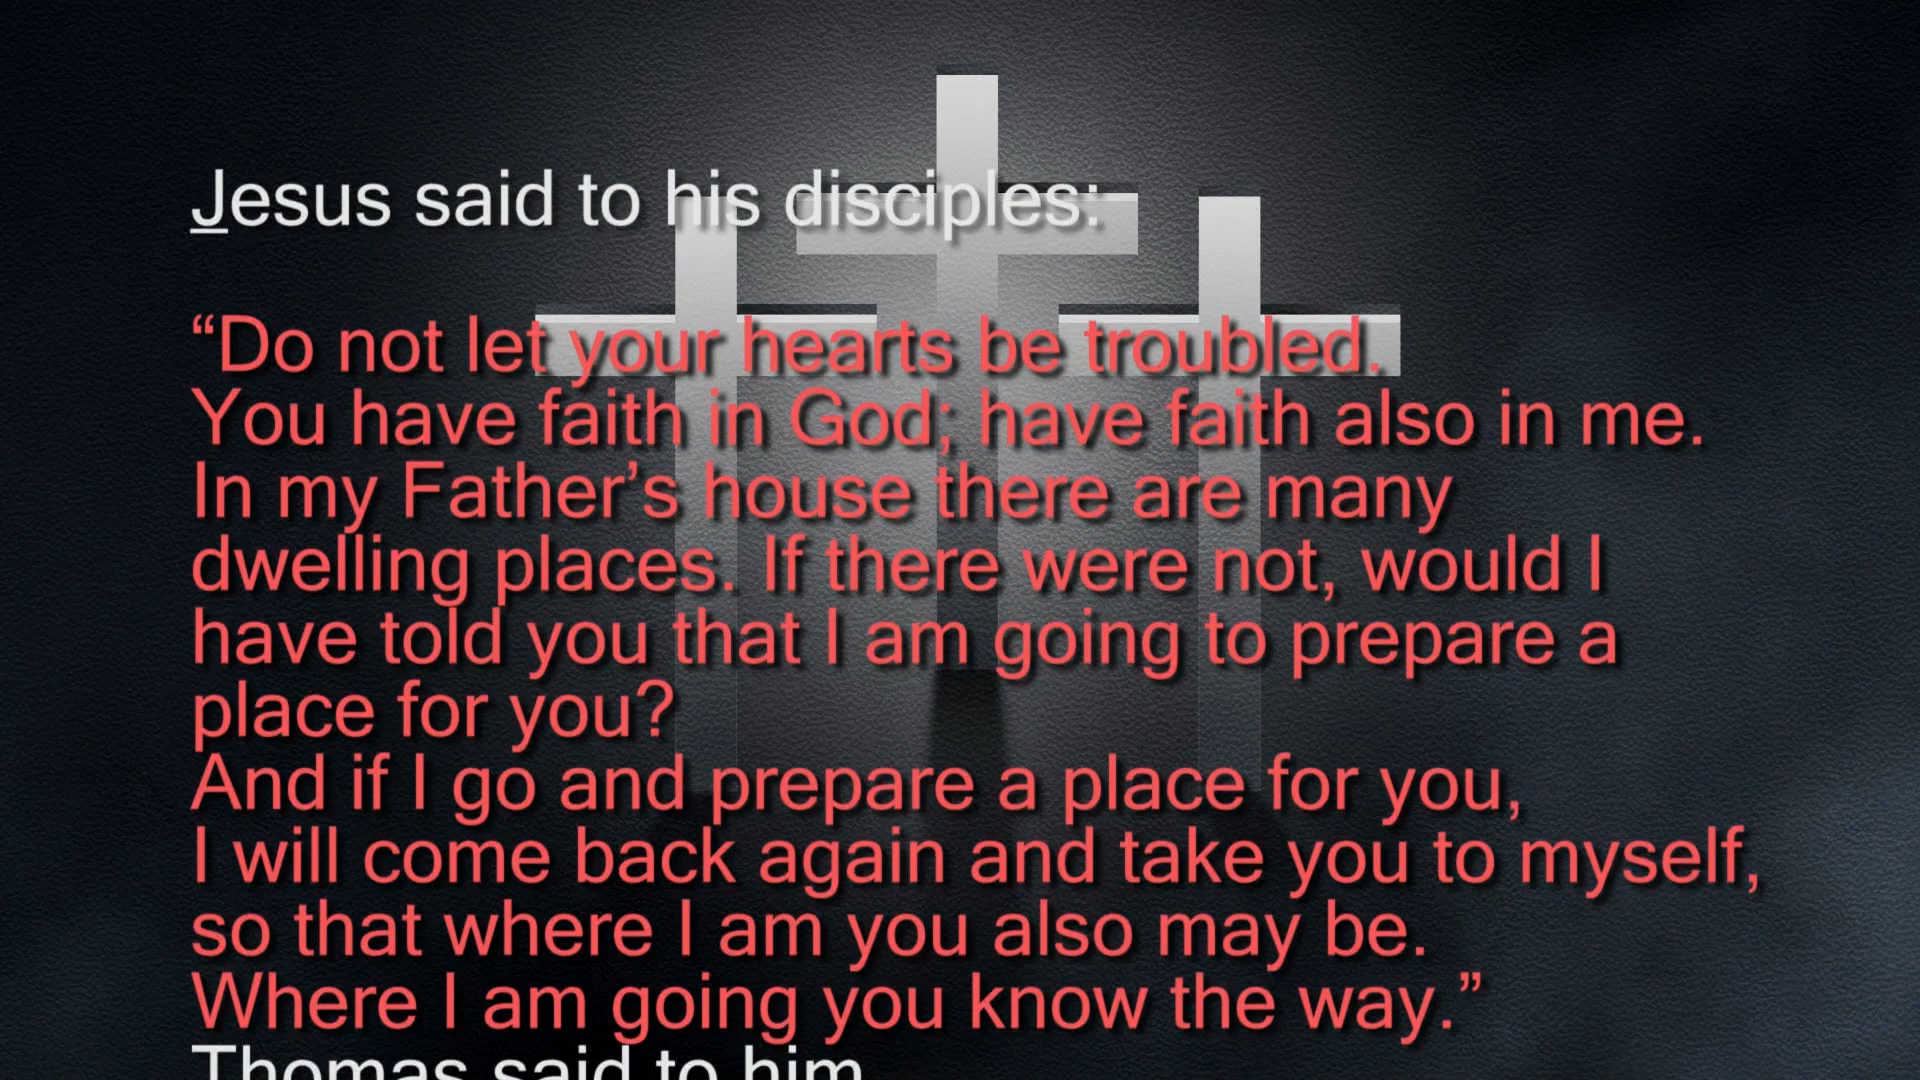 Jesus said to his disciples:
“Do not let your hearts be troubled.
You have faith in God; have faith also in me.
In my Father’s house there are many
dwelling places. If there were not, would I
have told you that I am going to prepare a
place for you?
And if I go and prepare a place for you,
I will come back again and take you to myself,
so that where I am you also may be.
Where I am going you know the way.”
Thomas said to him